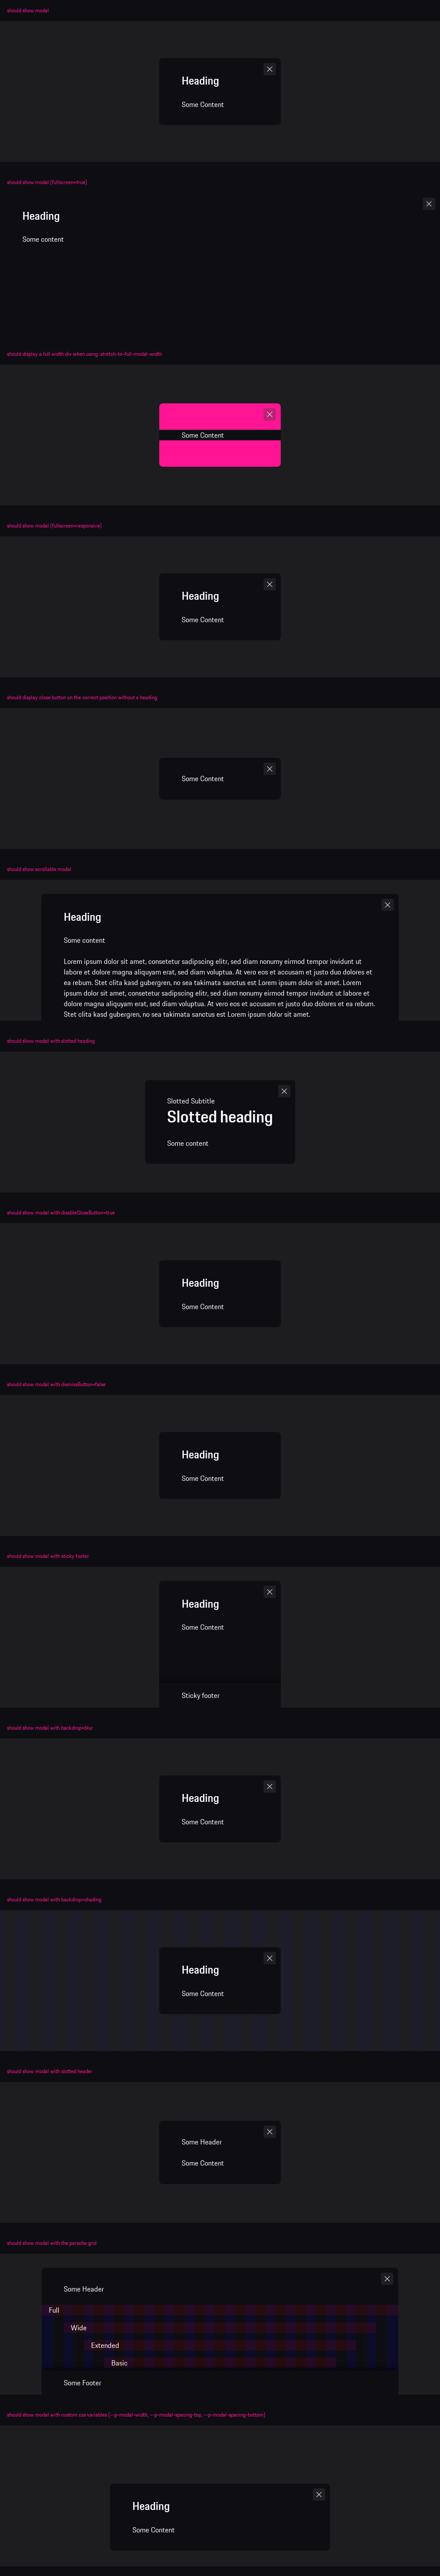 should show modal
Heading
Some Content
should show modal (fullscreen=true)
Heading
Some content
should display a full width div when using .stretch-to-full-modal-width
Some Content
should show modal (fullscreen=responsive)
Heading
Some Content
should display close button on the correct position without a heading
Some Content
should show scrollable modal
Heading
Some content
Lorem ipsum dolor sit amet, consetetur sadipscing elitr, sed diam nonumy eirmod tempor invidunt ut
labore et dolore magna aliquyam erat, sed diam voluptua. At vero eos et accusam et justo duo dolores et
ea rebum. Stet clita kasd gubergren, no sea takimata sanctus est Lorem ipsum dolor sit amet. Lorem
ipsum dolor sit amet, consetetur sadipscing elitr, sed diam nonumy eirmod tempor invidunt ut labore et
dolore magna aliquyam erat, sed diam voluptua. At vero eos et accusam et justo duo dolores et ea rebum.
Stet clita kasd gubergren, no sea takimata sanctus est Lorem ipsum dolor sit amet.
should show modal with slotted heading
Slotted Subtitle
Slotted heading
Some content
should show modal with disableCloseButton=true
Heading
Some Content
should show modal with dismissButton=false
Heading
Some Content
should show modal with sticky footer
Heading
Some Content
Sticky footer
should show modal with backdrop=blur
Heading
Some Content
should show modal with backdrop=shading
Heading
Some Content
should show modal with slotted header
Some Header
Some Content
should show modal with the porsche grid
Some Header
Full
Wide
Extended
Basic
Some Footer
should show modal with custom css variables (--p-modal-width, --p-modal-spacing-top, --p-modal-spacing-bottom)
Heading
Some Content